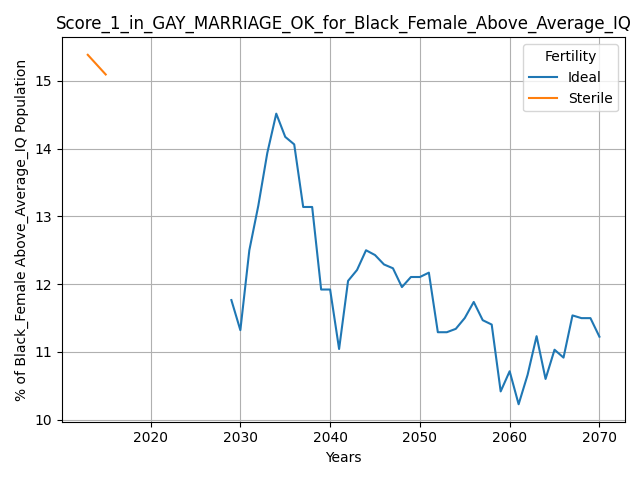 Score_1_in_GAY_MARRIAGE_OK_for_Black_Female_Above_Average_IQ
% of Black_Female Above_Average_IQ Population
15
14
13
12
11
10
Fertility
Ideal
Sterile
2020 2030 2040 2050 2060 2070
Years